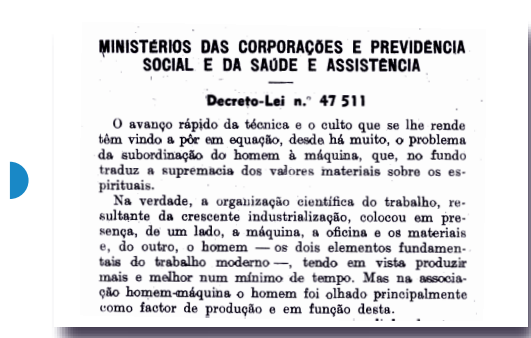 MINISTÉRIOS DAS CORPORAÇÕES E PREVIDÊNCIA
SOCIAL E DA SAÚDE E ASSISTÊNCIA
Decreto-Lei n.° 47 511
O avanço rápido da técnica e o culto que se lhe rende
têm vindo a pôr em equação, desde há muito, o problema
da subordinação do homem à máquina, que, no fundo
traduz a supremacia dos valores materiais sobre os es-
pirituais.
Na verdade, a organização científica do trabalho, re-
sultante da crescente industrialização, colocou em pre-
sença, de um lado, a máquina, a oficina e os materiais
e, do outro, o homem — os dois elementos fundamen-
tais do trabalho moderno —, tendo em vista produzir
mais e melhor num mínimo de tempo. Mas na associa-
ção homem-máquina o homem foi olhado principalmente
como factor de produção e em função desta.